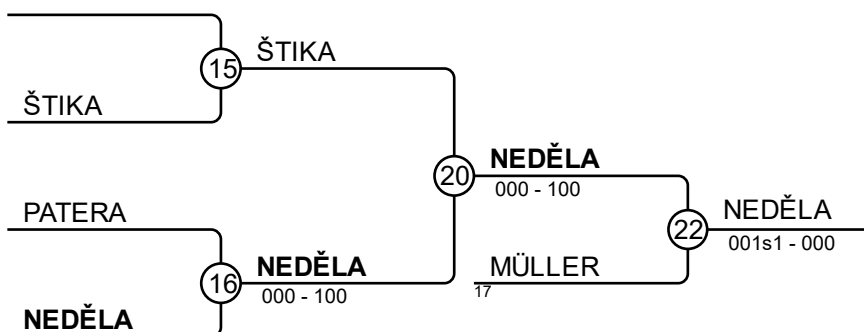 ŠTIKA
15
ŠTIKA
NEDĚLA
20
000 - 100
NEDĚLA
PATERA
22
001s1 - 000
NEDĚLA
MÜLLER
16
17
000 - 100
NEDĚLA